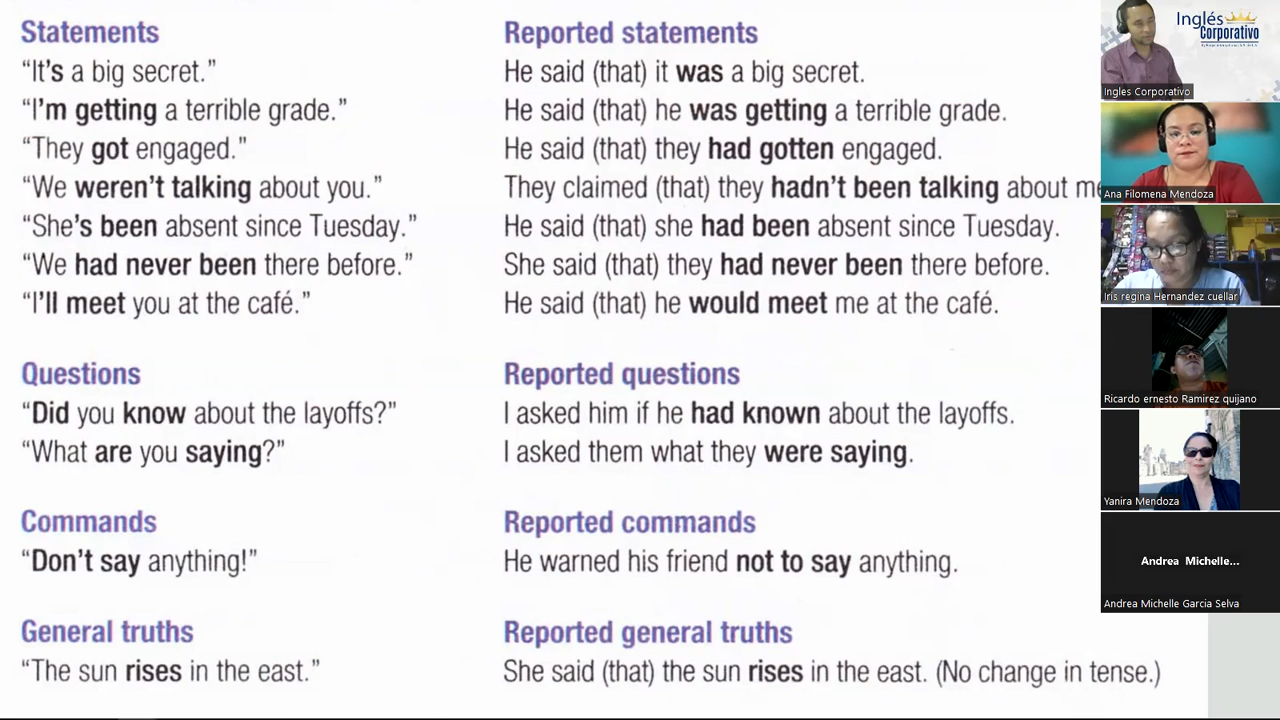 Statements
“It’s a big secret.”
“I’m getting a terrible grade.”
“They got engaged.”
“We weren’t talking about you.”
“She’s been absent since Tuesday.”
“We had never been there before.”
“I’ll meet you at the café.”
Questions
“Did you know about the layoffs?”
“What are you saying?”
Commands
“Don’t say anything!”
General truths
“The sun rises in the east.”
Reported statements
He said (that) it was a big secret.
He said (that) he was getting a terrible grade.
He said (that) they had gotten engaged.
They claimed (that) they hadn’t been talking about me
He said (that) she had been absent since Tuesday.
She said (that) they had never been there before.
He said (that) he would meet me at the café.
Reported questions
I asked him if he had known about the layoffs.
I asked them what they were saying.
Reported commands
He warned his friend not to say anything.
Reported general truths
She said (that) the sun rises in the east. (No change in tense.)
Inglés
Corporativo
Ingles Corporativo
Ana Filomena Mendoza
Iris regina Hernandez cuellar
Ricardo ernesto Ramirez quijano
Yanira Mendoza
Andrea Michelle...
Andrea Michelle Garcia Selva